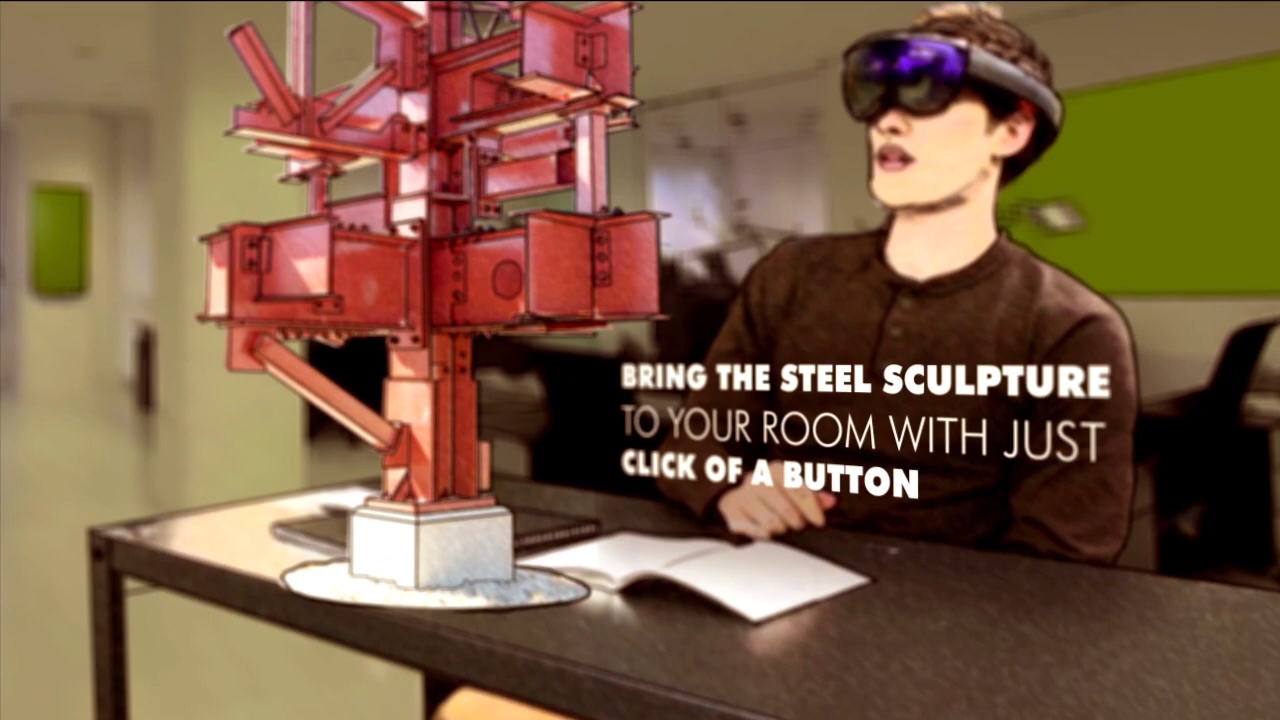 BRING THE STEEL SCULPTURE
TO YOUR ROOM WITH JUST
CLICK OF A BUTTON